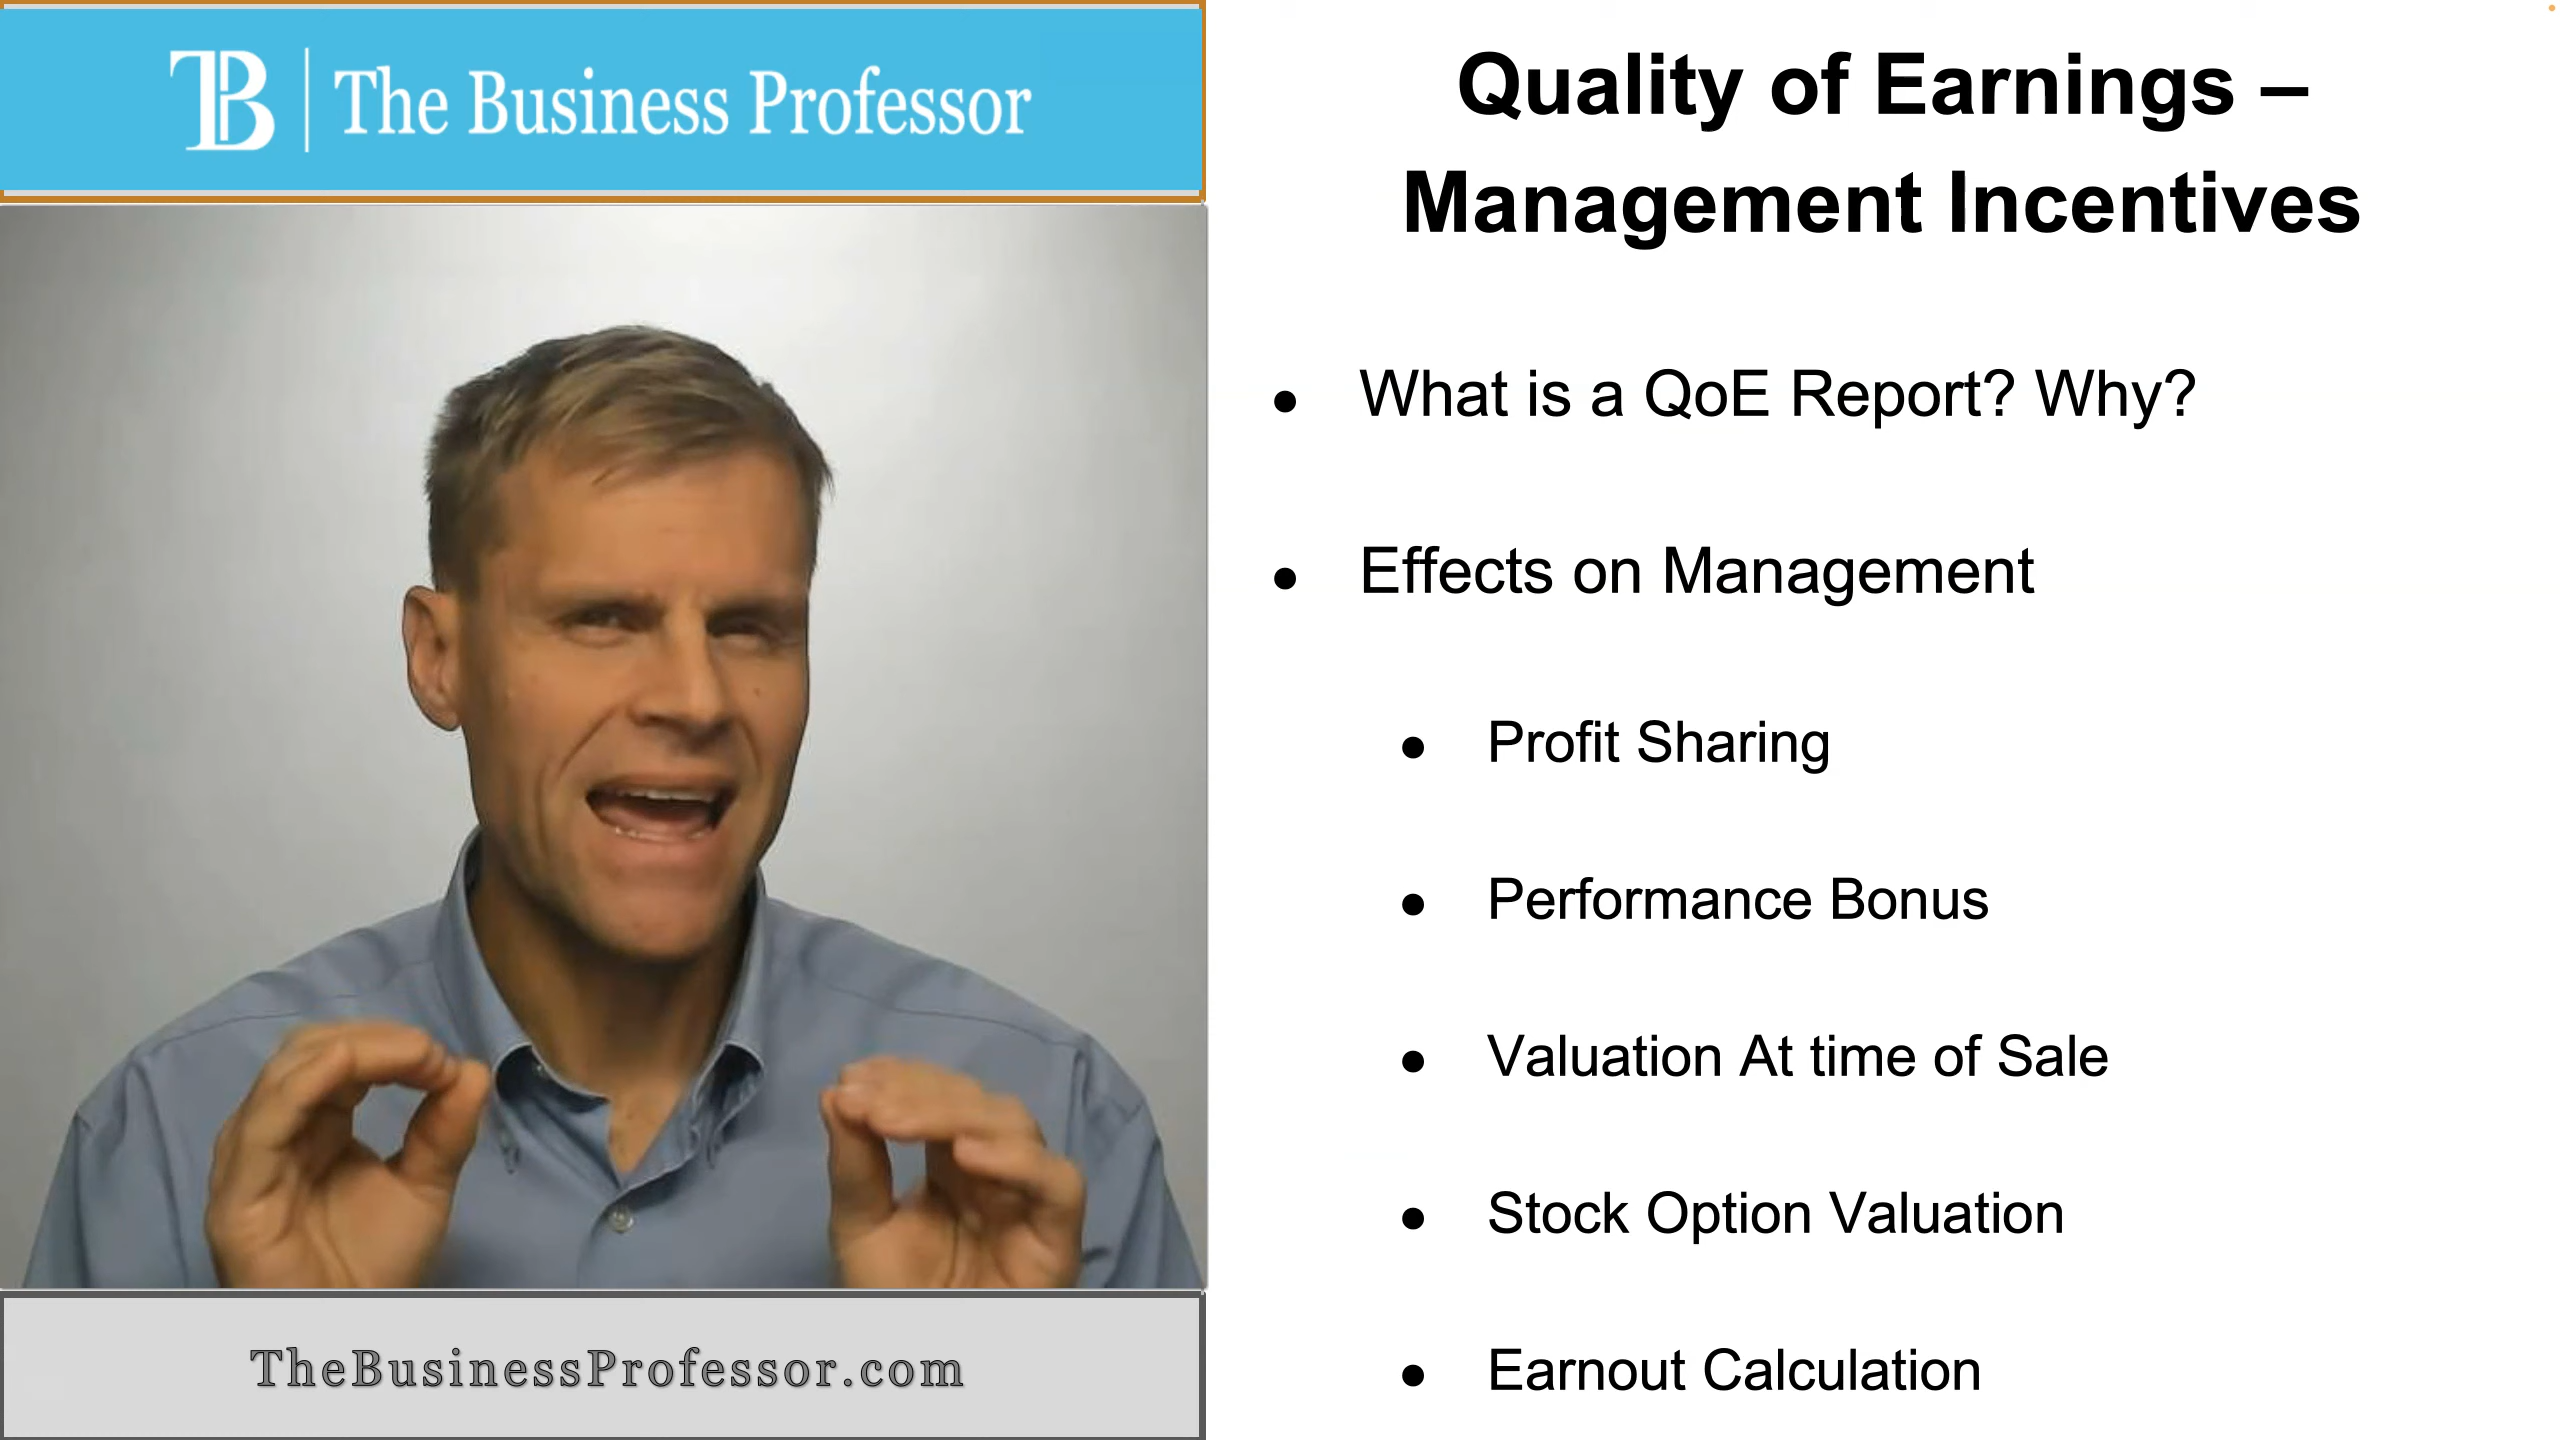 TB The Business Professor
Quality of Earnings –
Management Incentives
● What is a QoE Report? Why?
● Effects on Management
● Profit Sharing
● Performance Bonus
● Valuation At time of Sale
● Stock Option Valuation
● Earnout Calculation
TheBusinessProfessor.com